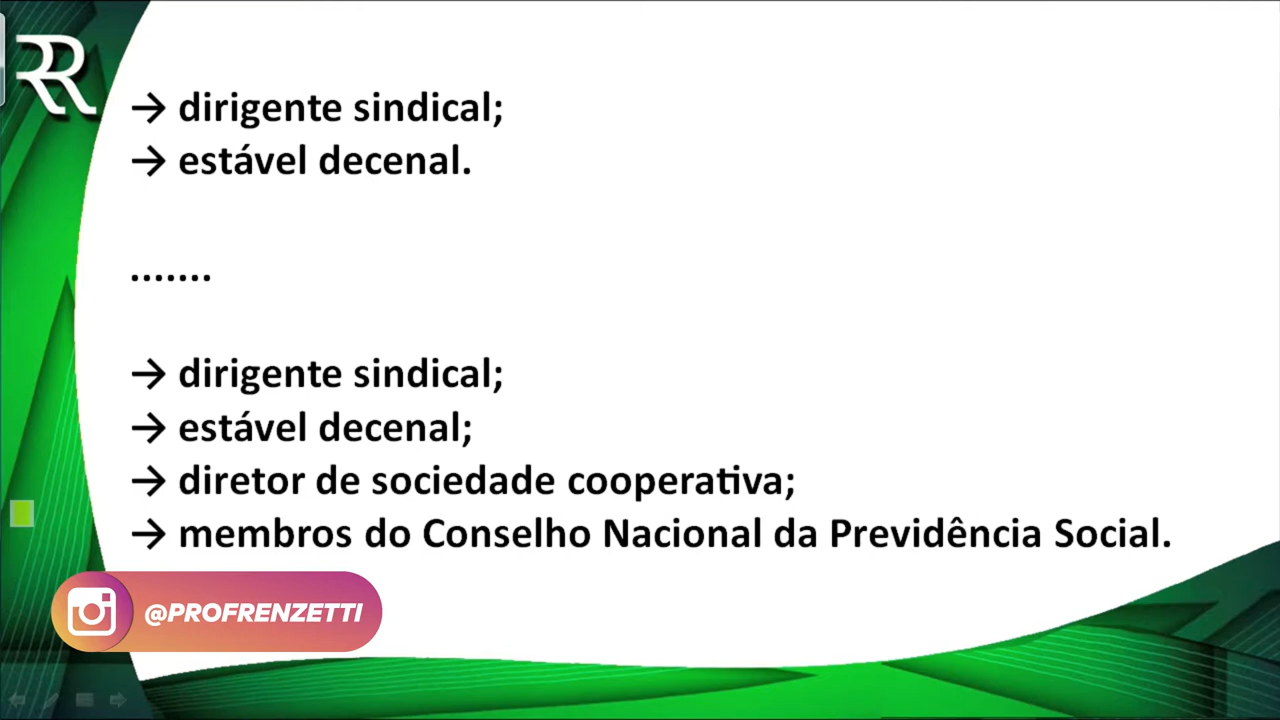 RR
→ dirigente sindical;
→ estável decenal.
.......
→ dirigente sindical;
→ estável decenal;
→ diretor de sociedade cooperativa;
→ membros do Conselho Nacional da Previdência Social.
@PROFRENZETTI